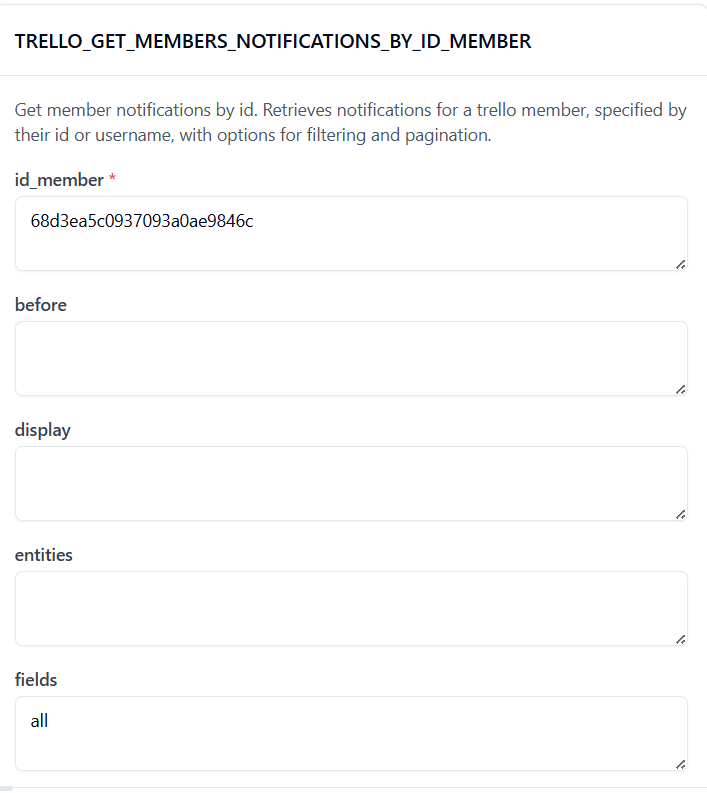 TRELLO_GET_MEMBERS_NOTIFICATIONS_BY_ID_MEMBER
Get member notifications by id. Retrieves notifications for a trello member, specified by
their id or username, with options for filtering and pagination.
id_member *
68d3ea5c0937093a0ae9846c
before
display
entities
fields
all